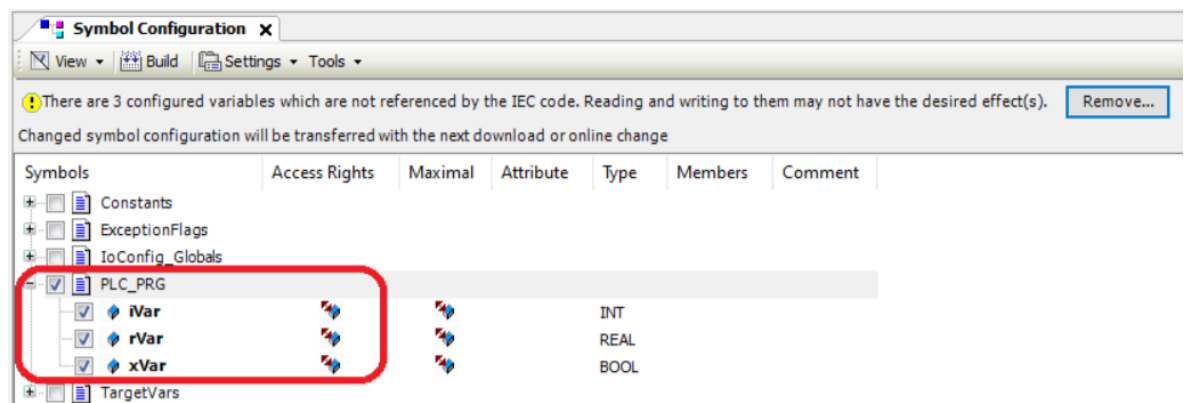 Symbol Configuration X
View Build Settings Tools
There are 3 configured variables which are not referenced by the IEC code. Reading and writing to them may not have the desired effect(s). Remove...
Changed symbol configuration will be transferred with the next download or online change
Symbols Access Rights Maximal Attribute Type Members Comment
Constants
ExceptionFlags
IoConfig_Globals
PLC_PRG
iVar INT
rVar REAL
xVar BOOL
TargetVars